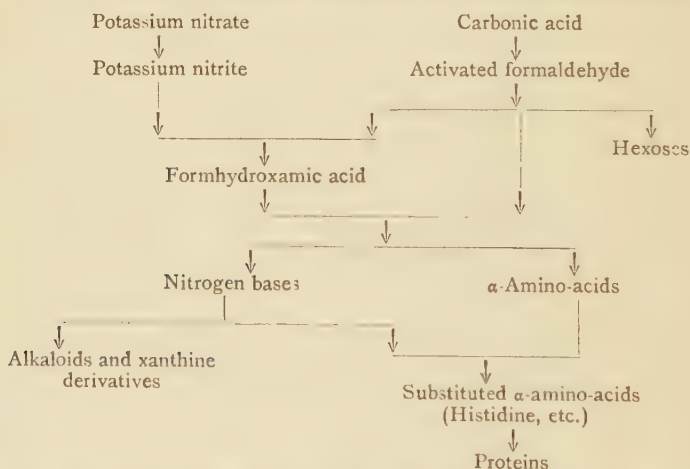 Potassium nitrate
Carbonic acid
Potassium nitrite
Activated formaldehyde
Hexoses
Formhydroxamic acid
Nitrogen bases
α-Amino-acids
Alkaloids and xanthine
derivatives
Substituted α-amino-acids
(Histidine, etc.)
Proteins